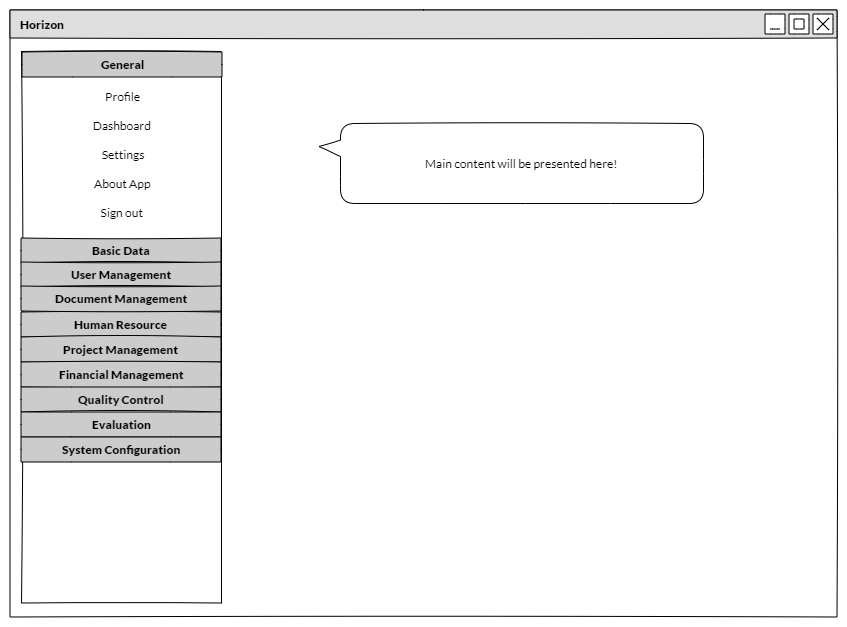 Horizon
General
Profile
Dashboard
Settings
About App
Sign out
Basic Data
User Management
Document Management
Human Resource
Project Management
Financial Management
Quality Control
Evaluation
System Configuration
Main content will be presented here!